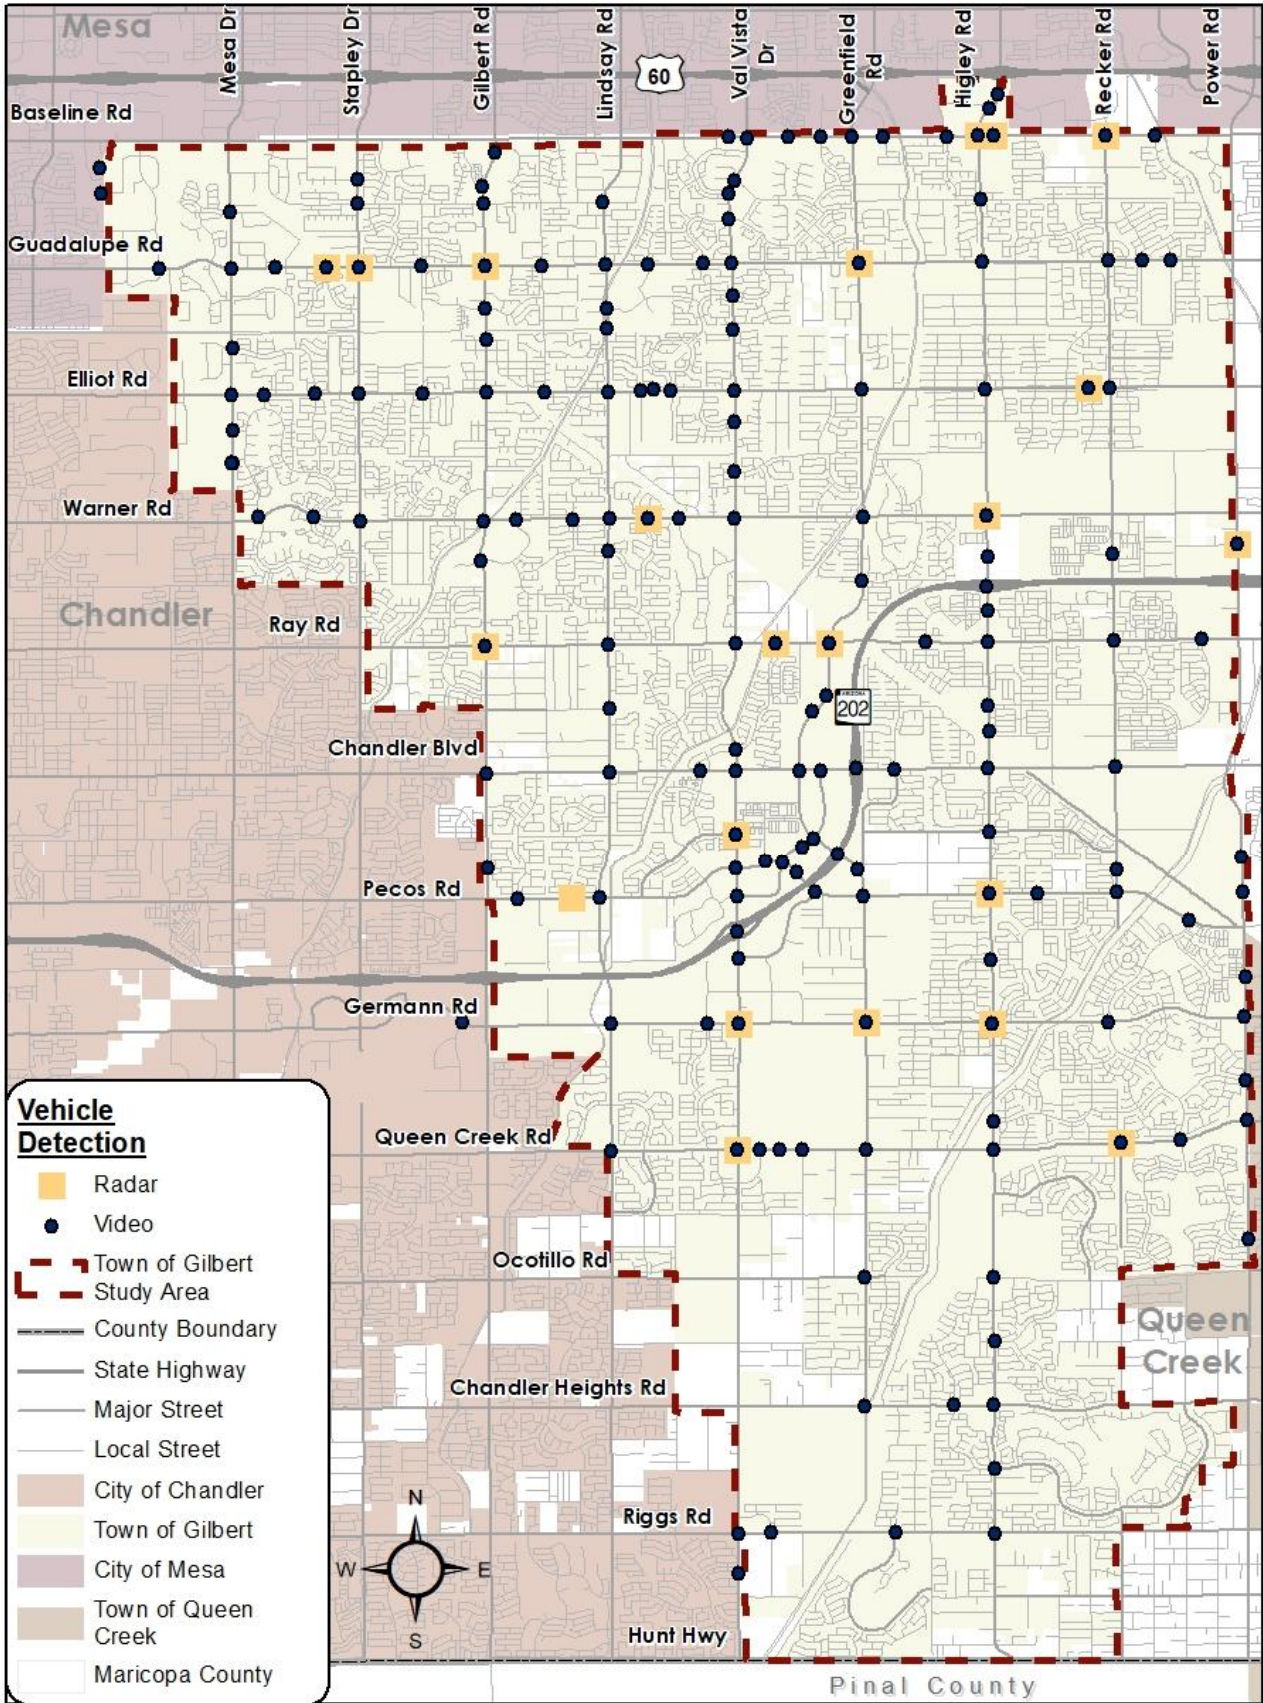 Mesa
Mesa Dr
Stapley Dr
Gilbert Rd
Lindsay Rd
60
Val Vista
Dr
Greenfield
Rd
Higley Rd
Recker Rd
Power Rd
Baseline Rd
Guadalupe Rd
Elliot Rd
Warner Rd
Chandler
Ray Rd
ARIZONA
202
Chandler Blvd
Pecos Rd
Germann Rd
Queen Creek Rd
Ocotillo Rd
Queen
Creek
Chandler Heights Rd
Riggs Rd
Hunt Hwy
Pinal County
Vehicle
Detection
Radar
Video
Town of Gilbert
Study Area
County Boundary
State Highway
Major Street
Local Street
City of Chandler
Town of Gilbert
City of Mesa
Town of Queen
Creek
Maricopa County
N
W
E
S